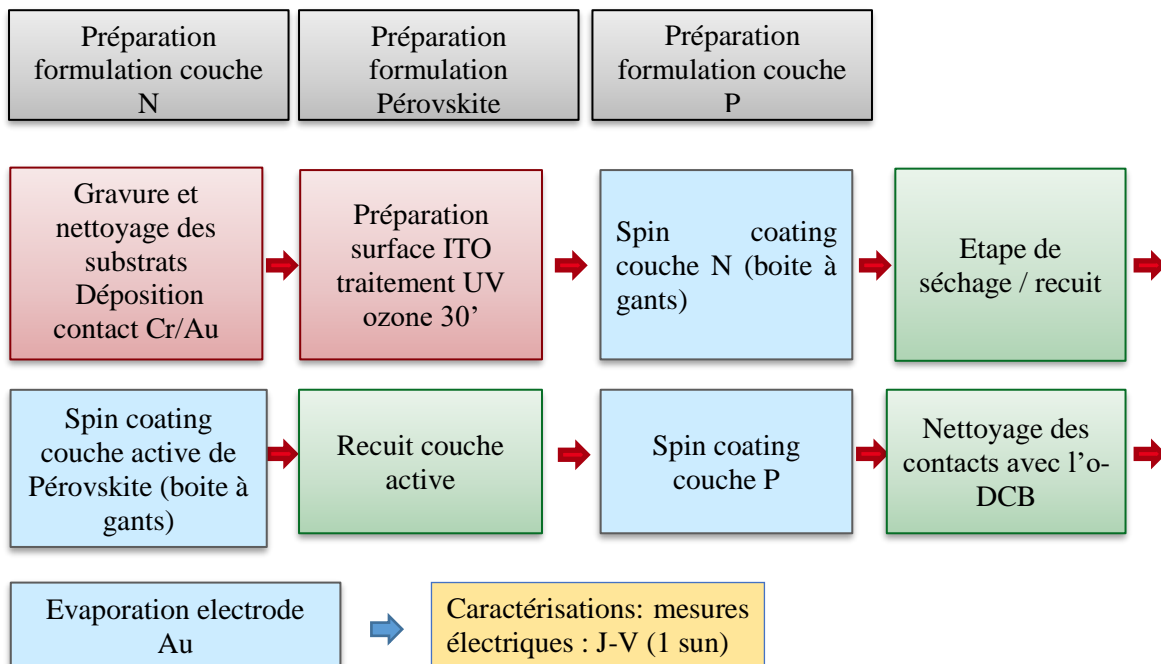 Préparation
formulation couche
N
Préparation
formulation
Pérovskite
Préparation
formulation couche
P
Gravure et
nettoyage des
substrats
Déposition
contact Cr/Au
Préparation
surface ITO
traitement UV
ozone 30’
Spin coating
couche N (boite à
gants)
Etape de
séchage / recuit
Spin coating
couche active de
Pérovskite (boite à
gants)
Recuit couche
active
Spin coating
couche P
Nettoyage des
contacts avec l’o-
DCB
Evaporation electrode
Au
Caractérisations: mesures
électriques : J-V (1 sun)